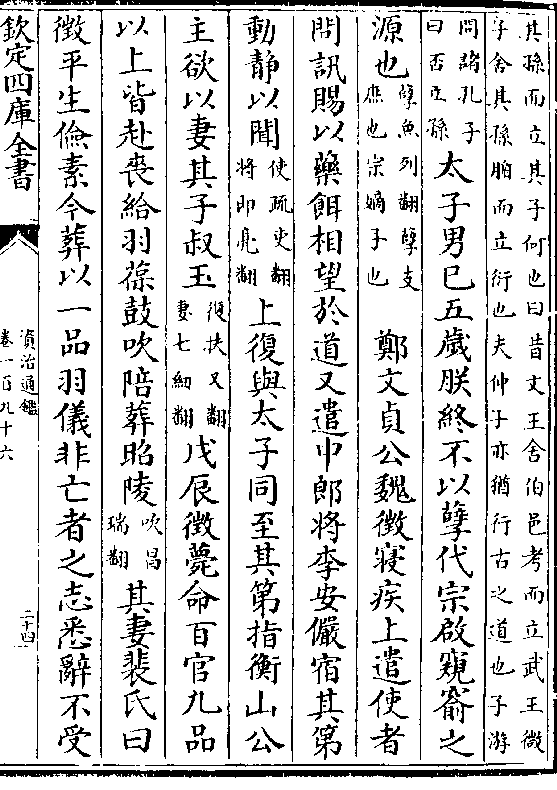 其孫而立其子何也曰昔文王舍伯邑考而立武王微
子舍其孫腯而立衍也夫仲子亦猶行古之道也子游
問諸孔子
曰否立孫
太子男已五歲朕終不以孽代宗啟窺窬之
源也
孽魚列翻孽支
庶也宗嫡子也
鄭文貞公魏徵寢疾上遣使者
問訊賜以藥餌相望於道又遣中郎將李安儼宿其第
動静以聞
使疏吏翻
將即亮翻
上復與太子同至其第指衡山公
主欲以妻其子叔玉
復扶又翻
妻七細翻
戊辰徵薨命百官九品
以上皆赴喪給羽葆鼓吹陪葬昭陵
吹昌
瑞翻
其妻裴氏曰
徵平生儉素今葬以一品羽儀非亡者之志悉辭不受
欽定四庫全書
資治通鑑
卷一百九十六
二十四